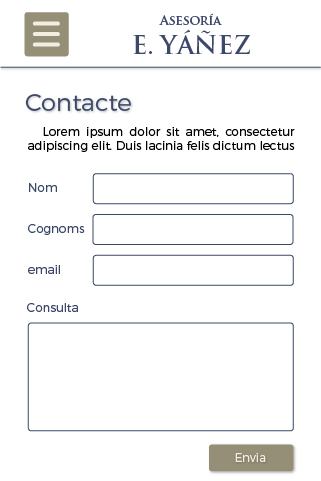 Asesoría
E. Yáñez
Contacte
Lorem ipsum dolor sit amet, consectetur
adipiscing elit. Duis lacinia felis dictum lectus
Nom
Cognoms
email
Consulta
Envia